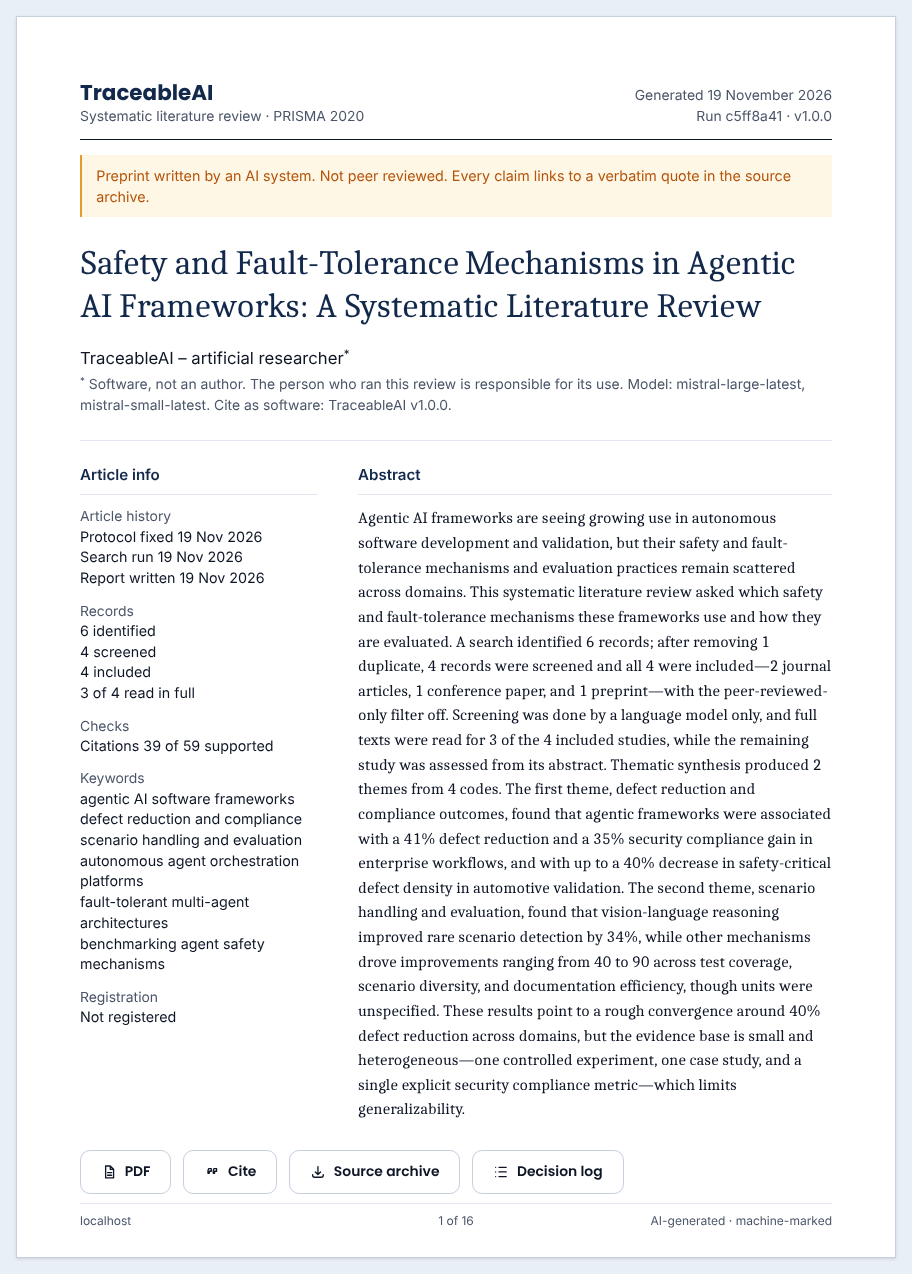 TraceableAI
Systematic literature review · PRISMA 2020
Generated 19 November 2026
Run c5ff8a41 · v1.0.0
Preprint written by an AI system. Not peer reviewed. Every claim links to a verbatim quote in the source
archive.
Safety and Fault-Tolerance Mechanisms in Agentic
AI Frameworks: A Systematic Literature Review
TraceableAI – artificial researcher*
* Software, not an author. The person who ran this review is responsible for its use. Model: mistral-large-latest,
mistral-small-latest. Cite as software: TraceableAI v1.0.0.
Article info
Article history
Protocol fixed 19 Nov 2026
Search run 19 Nov 2026
Report written 19 Nov 2026
Records
6 identified
4 screened
4 included
3 of 4 read in full
Checks
Citations 39 of 59 supported
Keywords
agentic AI software frameworks
defect reduction and compliance
scenario handling and evaluation
autonomous agent orchestration
platforms
fault-tolerant multi-agent
architectures
benchmarking agent safety
mechanisms
Registration
Not registered
Abstract
Agentic AI frameworks are seeing growing use in autonomous
software development and validation, but their safety and fault-
tolerance mechanisms and evaluation practices remain scattered
across domains. This systematic literature review asked which safety
and fault-tolerance mechanisms these frameworks use and how they
are evaluated. A search identified 6 records; after removing 1
duplicate, 4 records were screened and all 4 were included—2 journal
articles, 1 conference paper, and 1 preprint—with the peer-reviewed-
only filter off. Screening was done by a language model only, and full
texts were read for 3 of the 4 included studies, while the remaining
study was assessed from its abstract. Thematic synthesis produced 2
themes from 4 codes. The first theme, defect reduction and
compliance outcomes, found that agentic frameworks were associated
with a 41% defect reduction and a 35% security compliance gain in
enterprise workflows, and with up to a 40% decrease in safety-critical
defect density in automotive validation. The second theme, scenario
handling and evaluation, found that vision-language reasoning
improved rare scenario detection by 34%, while other mechanisms
drove improvements ranging from 40 to 90 across test coverage,
scenario diversity, and documentation efficiency, though units were
unspecified. These results point to a rough convergence around 40%
defect reduction across domains, but the evidence base is small and
heterogeneous—one controlled experiment, one case study, and a
single explicit security compliance metric—which limits
generalizability.
PDF
Cite
Source archive
Decision log
localhost
1 of 16
AI-generated · machine-marked